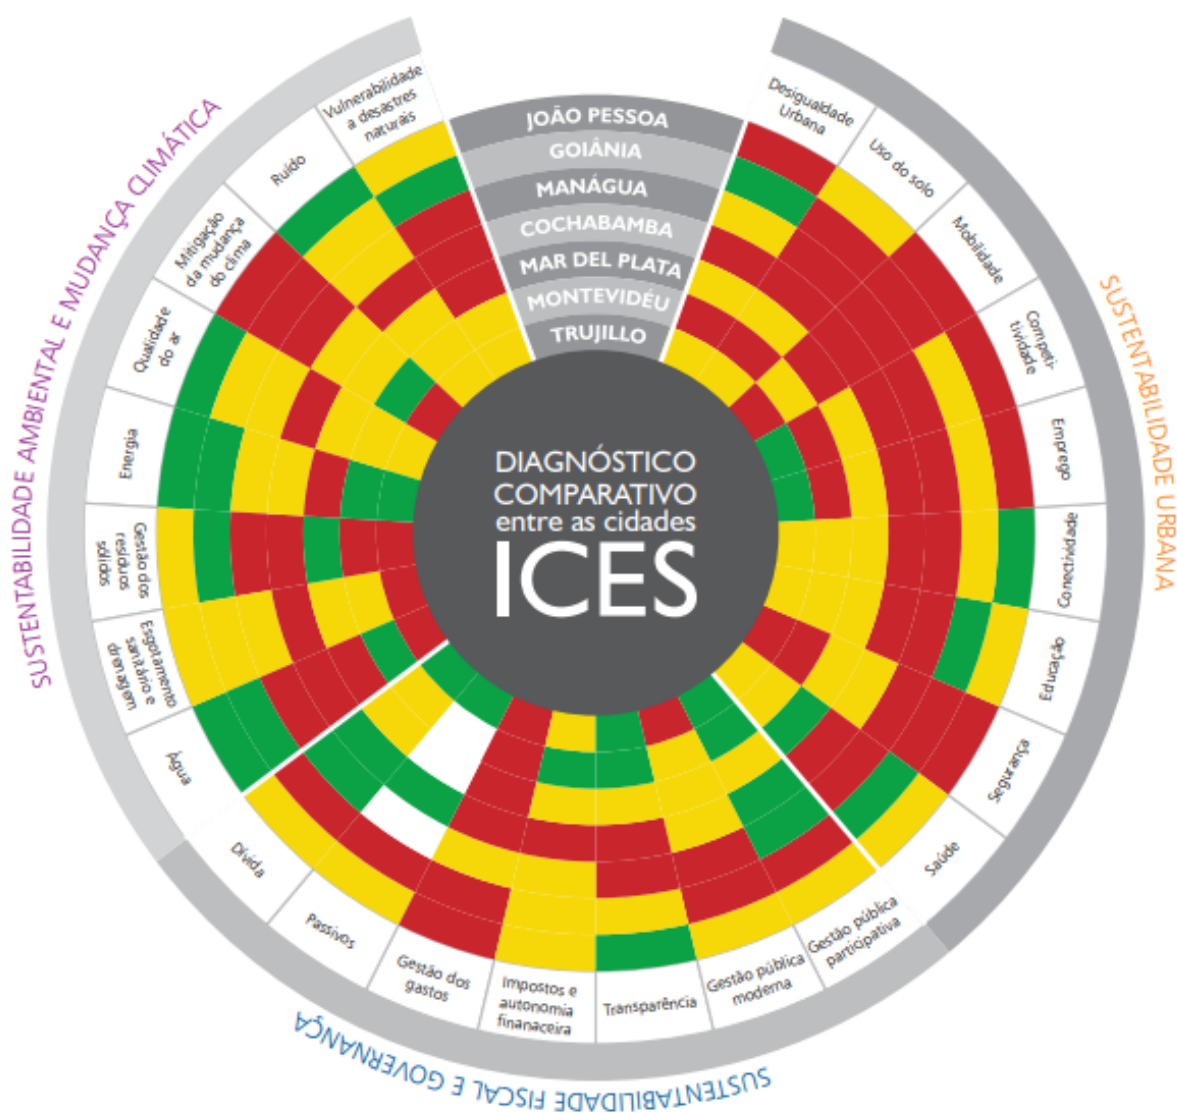 DIAGNÓSTICO
COMPARATIVO
entre as cidades
ICES
JOÃO PESSOA
GOIÂNIA
MANÁGUA
COCHABAMBA
MAR DEL PLATA
MONTEVIDÉU
TRUJILLO
SUSTENTABILIDADE URBANA
Desigualdade
Urbana
Uso do solo
Mobilidade
Competi-
tividade
Emprego
Conectividade
Educação
Segurança
Saúde
SUSTENTABILIDADE FISCAL E GOVERNANÇA
Gestão pública
participativa
Gestão pública
moderna
Transparência
Impostos e
autonomia
finanaceira
Gestão dos
gastos
Passivos
Dívida
SUSTENTABILIDADE AMBIENTAL E MUDANÇA CLIMÁTICA
Água
Esgotamento
sanitário e
drenagem
Gestão dos
resíduos
sólidos
Energia
Qualidade
do ar
Mitigação
da mudança
do clima
Ruído
Vulnerabilidade
a desastres
naturais